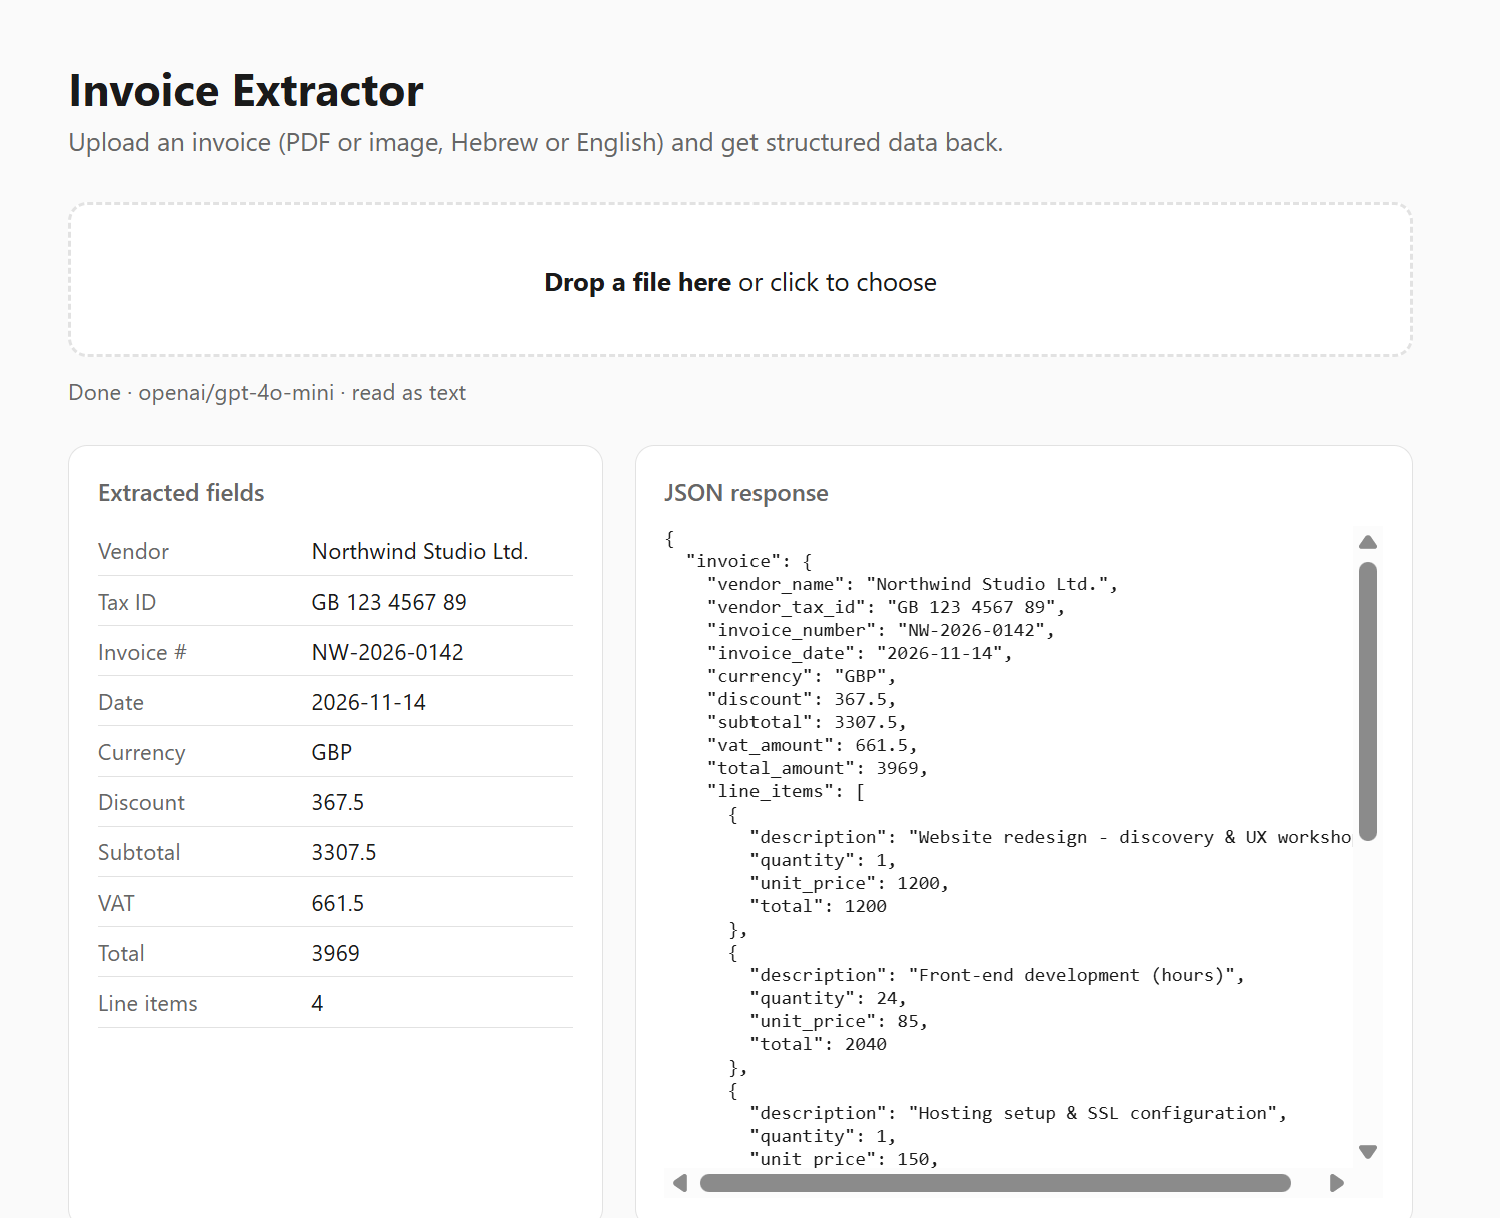 Invoice Extractor
Upload an invoice (PDF or image, Hebrew or English) and get structured data back.
Drop a file here or click to choose
Done · openai/gpt-4o-mini · read as text
Extracted fields
Vendor Northwind Studio Ltd.
Tax ID GB 123 4567 89
Invoice # NW-2026-0142
Date 2026-11-14
Currency GBP
Discount 367.5
Subtotal 3307.5
VAT 661.5
Total 3969
Line items 4
JSON response
{
"invoice": {
"vendor_name": "Northwind Studio Ltd.",
"vendor_tax_id": "GB 123 4567 89",
"invoice_number": "NW-2026-0142",
"invoice_date": "2026-11-14",
"currency": "GBP",
"discount": 367.5,
"subtotal": 3307.5,
"vat_amount": 661.5,
"total_amount": 3969,
"line_items": [
{
"description": "Website redesign - discovery & UX worksho
"quantity": 1,
"unit_price": 1200,
"total": 1200
},
{
"description": "Front-end development (hours)",
"quantity": 24,
"unit_price": 85,
"total": 2040
},
{
"description": "Hosting setup & SSL configuration",
"quantity": 1,
"unit_price": 150,